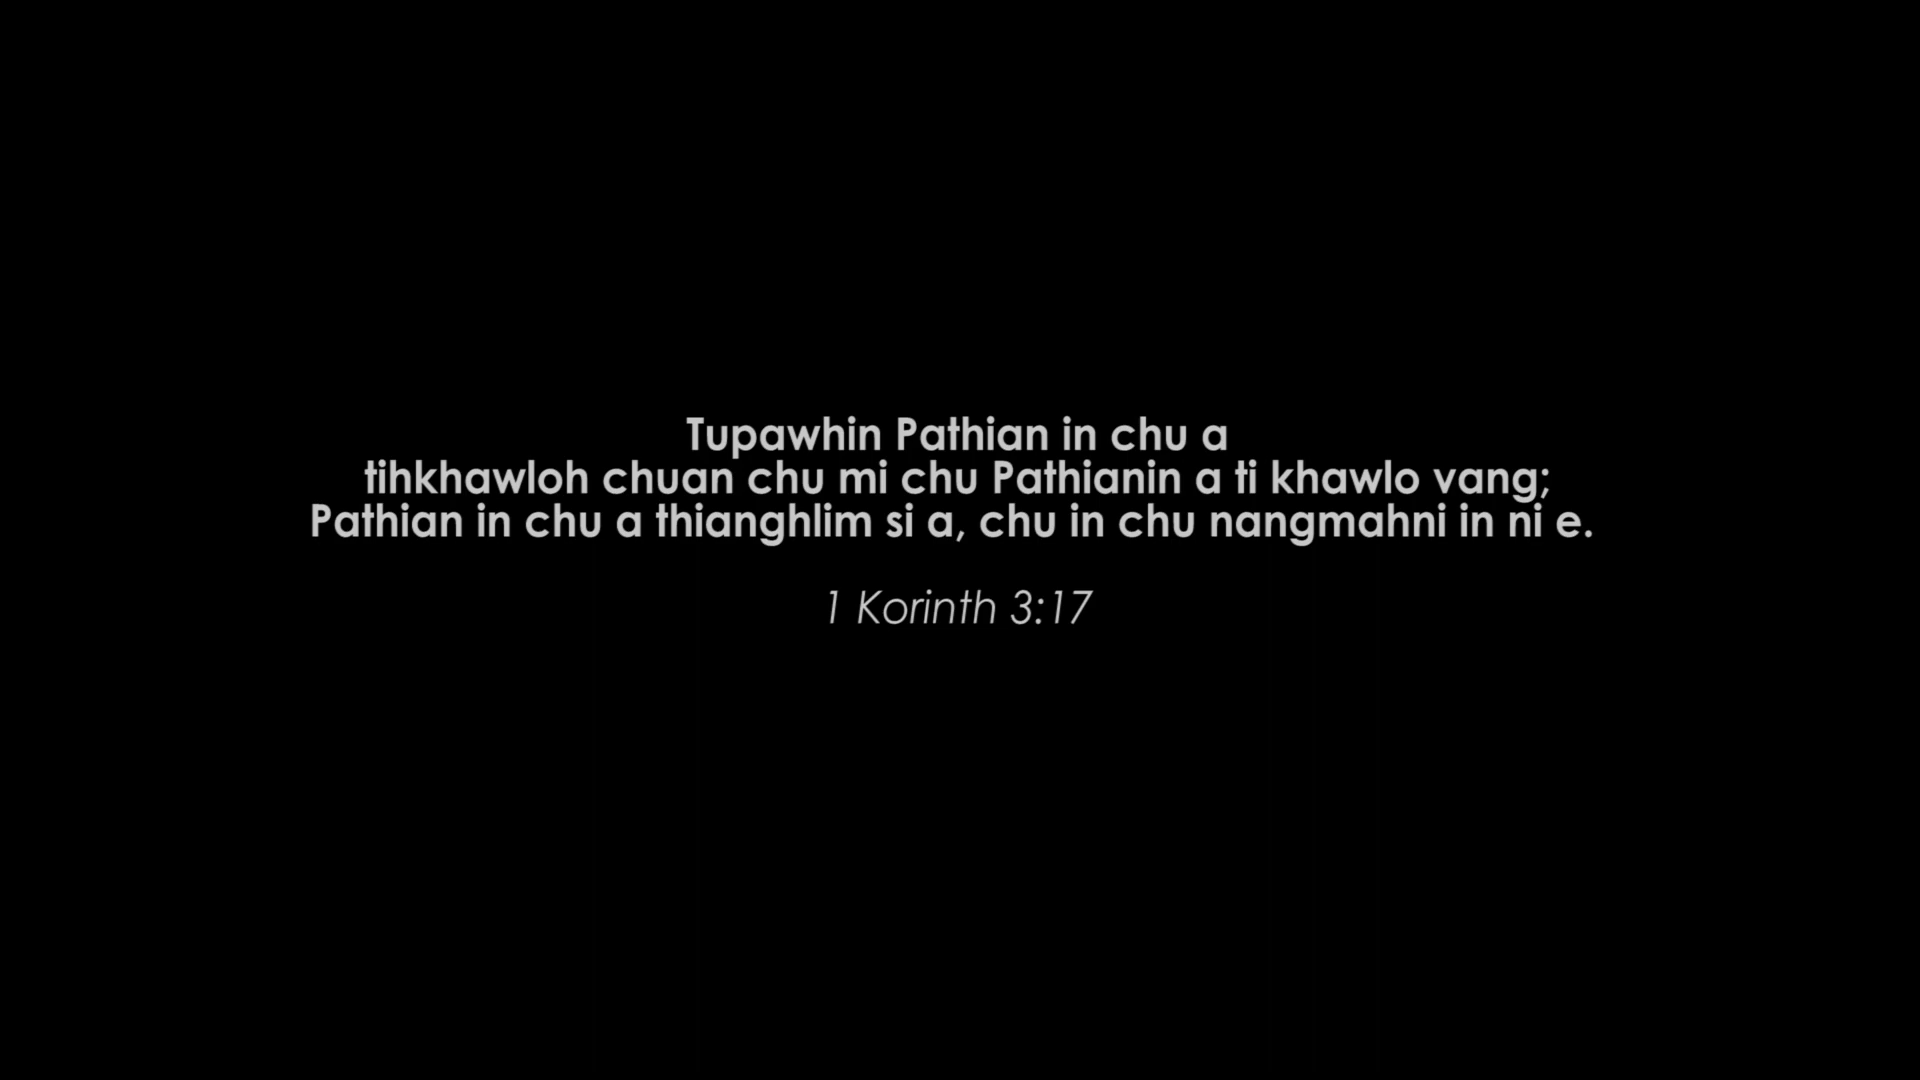 Tupawhin Pathian in chu a
tihkhawloh chuan chu mi chu Pathianin a ti khawlo vang;
Pathian in chu a thianghlim si a, chu in chu nangmahni in ni e.
1 Korinth 3:17